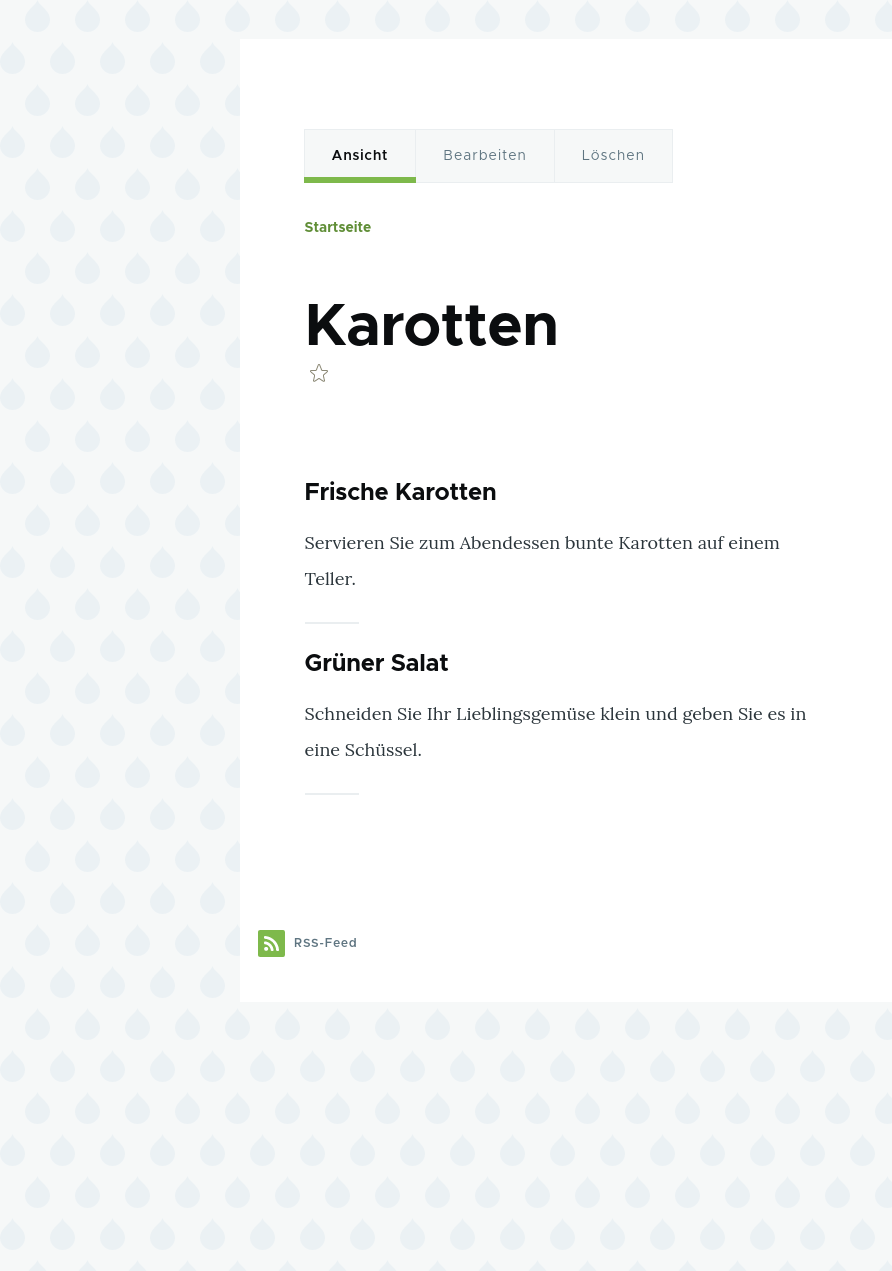 Ansicht Bearbeiten Löschen
Startseite
Karotten
Frische Karotten
Servieren Sie zum Abendessen bunte Karotten auf einem
Teller.
Grüner Salat
Schneiden Sie Ihr Lieblingsgemüse klein und geben Sie es in
eine Schüssel.
RSS-Feed